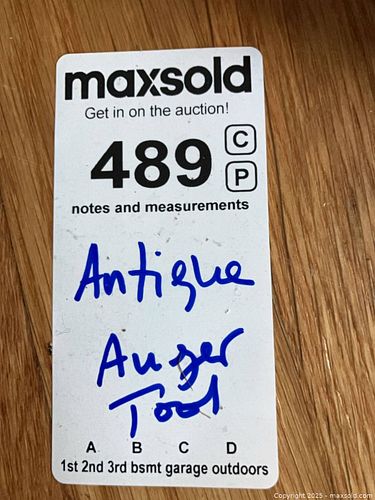 maxsold
Get in on the auction!
489 C
P
notes and measurements
Antique
Auger
Tool
A B C D
1st 2nd 3rd bsmt garage outdoors
Copyright 2025 - maxsold.com